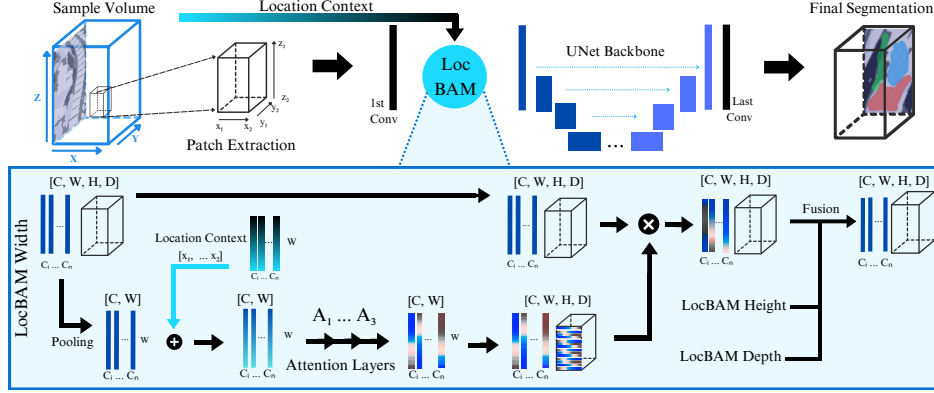 Sample Volume
Location Context
Final Segmentation
Z
X
Y
z₁
z₂
y₂
y₁
x₁ x₂
Patch Extraction
1st
Conv
Loc
BAM
UNet Backbone
...
Last
Conv
LocBAM Width
[C, W, H, D]
...
Cᵢ ... Cₙ
Location Context
[x₁, ... x₂]
...
W
Cᵢ ... Cₙ
[C, W, H, D]
...
Cᵢ ... Cₙ
[C, W, H, D]
...
Cᵢ ... Cₙ
Fusion
[C, W, H, D]
...
Cᵢ ... Cₙ
Pooling
[C, W]
...
W
Cᵢ ... Cₙ
[C, W]
...
W
Cᵢ ... Cₙ
A₁ ... A₃
Attention Layers
[C, W]
...
W
Cᵢ ... Cₙ
[C, W, H, D]
...
Cᵢ ... Cₙ
LocBAM Height
LocBAM Depth